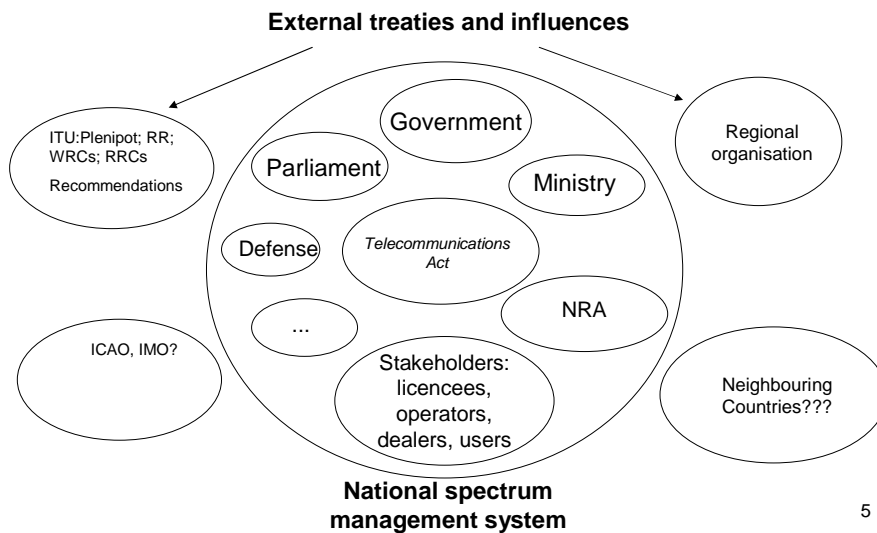 External treaties and influences
ITU:Plenipot; RR;
WRCs; RRCs
Recommendations
Government
Parliament
Ministry
Regional
organisation
Defense
Telecommunications
Act
...
NRA
ICAO, IMO?
Stakeholders:
licencees,
operators,
dealers, users
Neighbouring
Countries???
National spectrum
management system
5